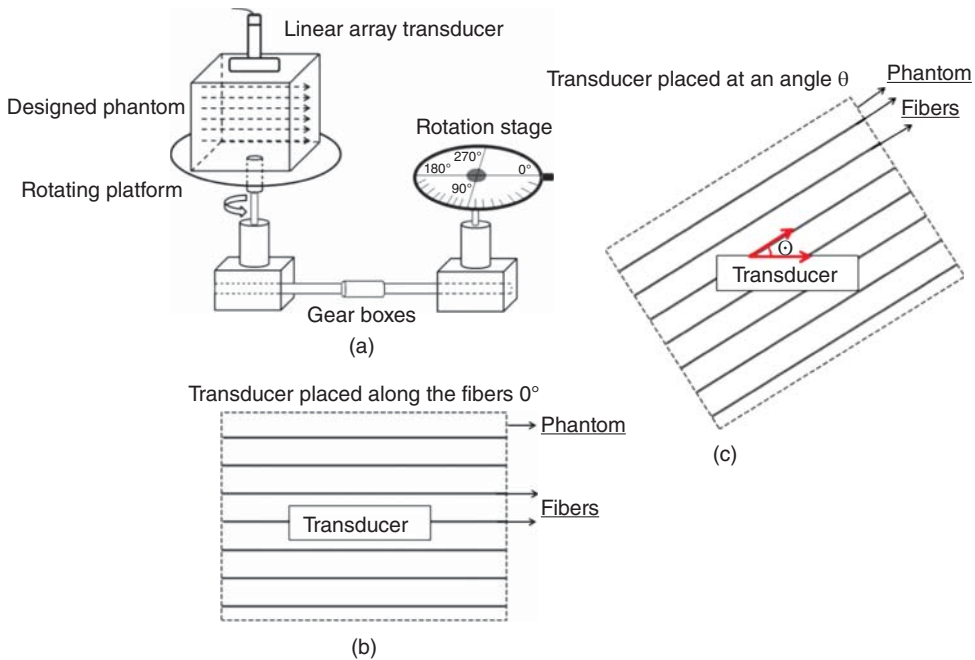 Linear array transducer
Designed phantom
Rotating platform
Rotation stage
270°
180°
0°
90°
Gear boxes
(a)
Transducer placed along the fibers 0°
Phantom
Fibers
Transducer
(b)
Transducer placed at an angle θ
Phantom
Fibers
Θ
Transducer
(c)